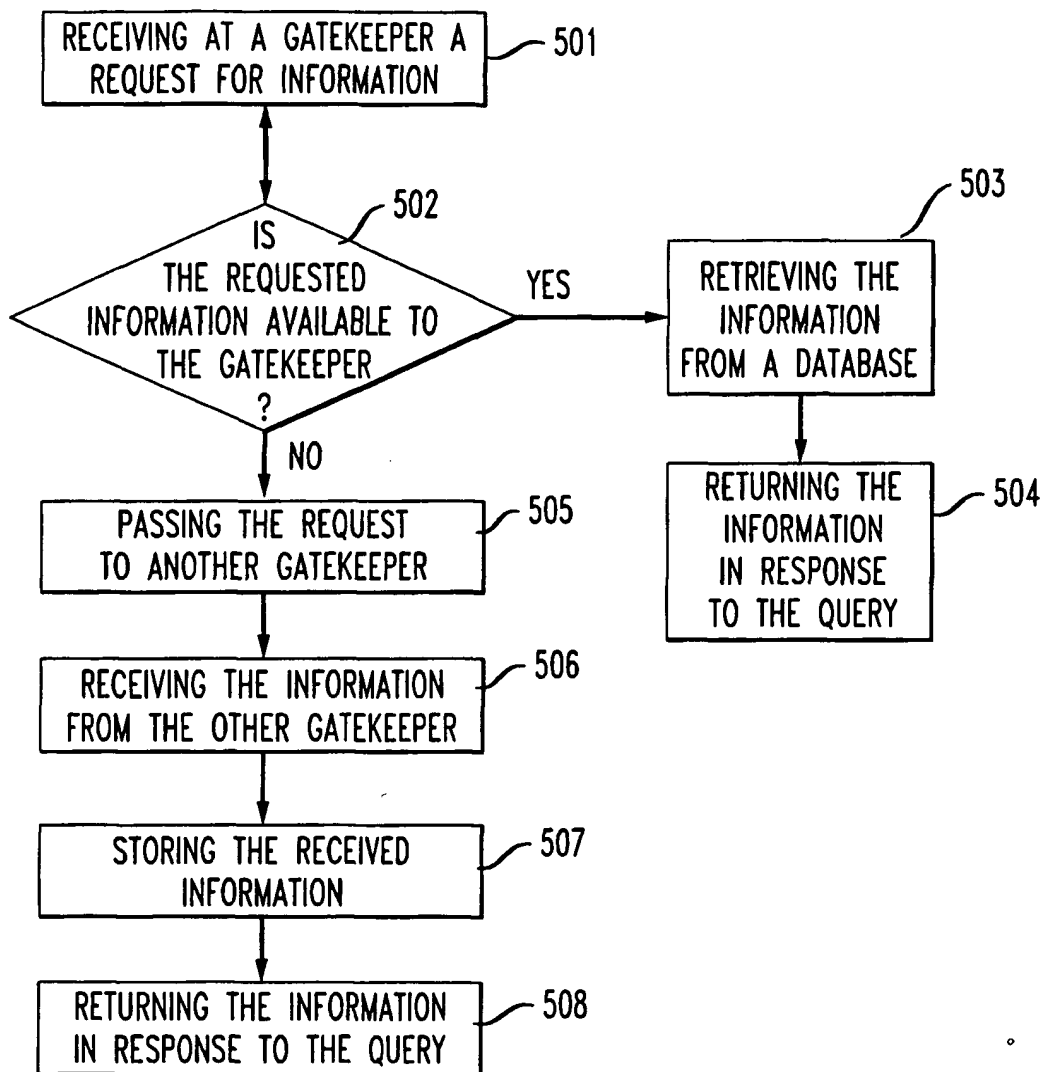 RECEIVING AT A GATEKEEPER A
REQUEST FOR INFORMATION
501
502
IS
THE REQUESTED
INFORMATION AVAILABLE TO
THE GATEKEEPER
?
YES
NO
503
RETRIEVING THE
INFORMATION
FROM A DATABASE
RETURNING THE
INFORMATION
IN RESPONSE
TO THE QUERY
504
PASSING THE REQUEST
TO ANOTHER GATEKEEPER
505
RECEIVING THE INFORMATION
FROM THE OTHER GATEKEEPER
506
STORING THE RECEIVED
INFORMATION
507
RETURNING THE INFORMATION
IN RESPONSE TO THE QUERY
508